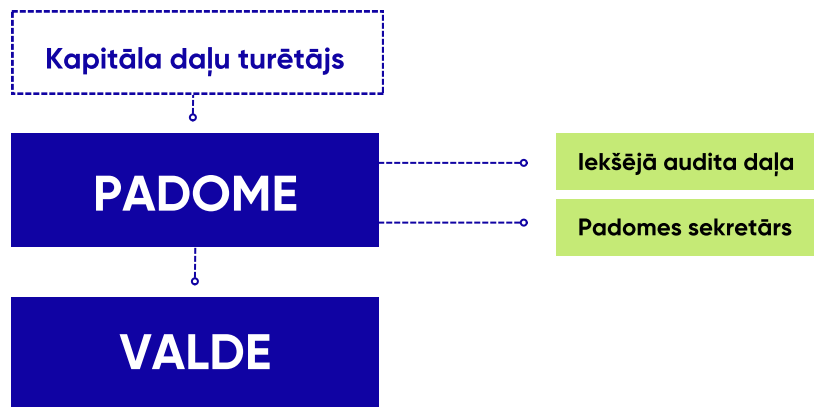 Kapitāla daļu turētājs
PADOME
Iekšējā audita daļa
Padomes sekretārs
VALDE